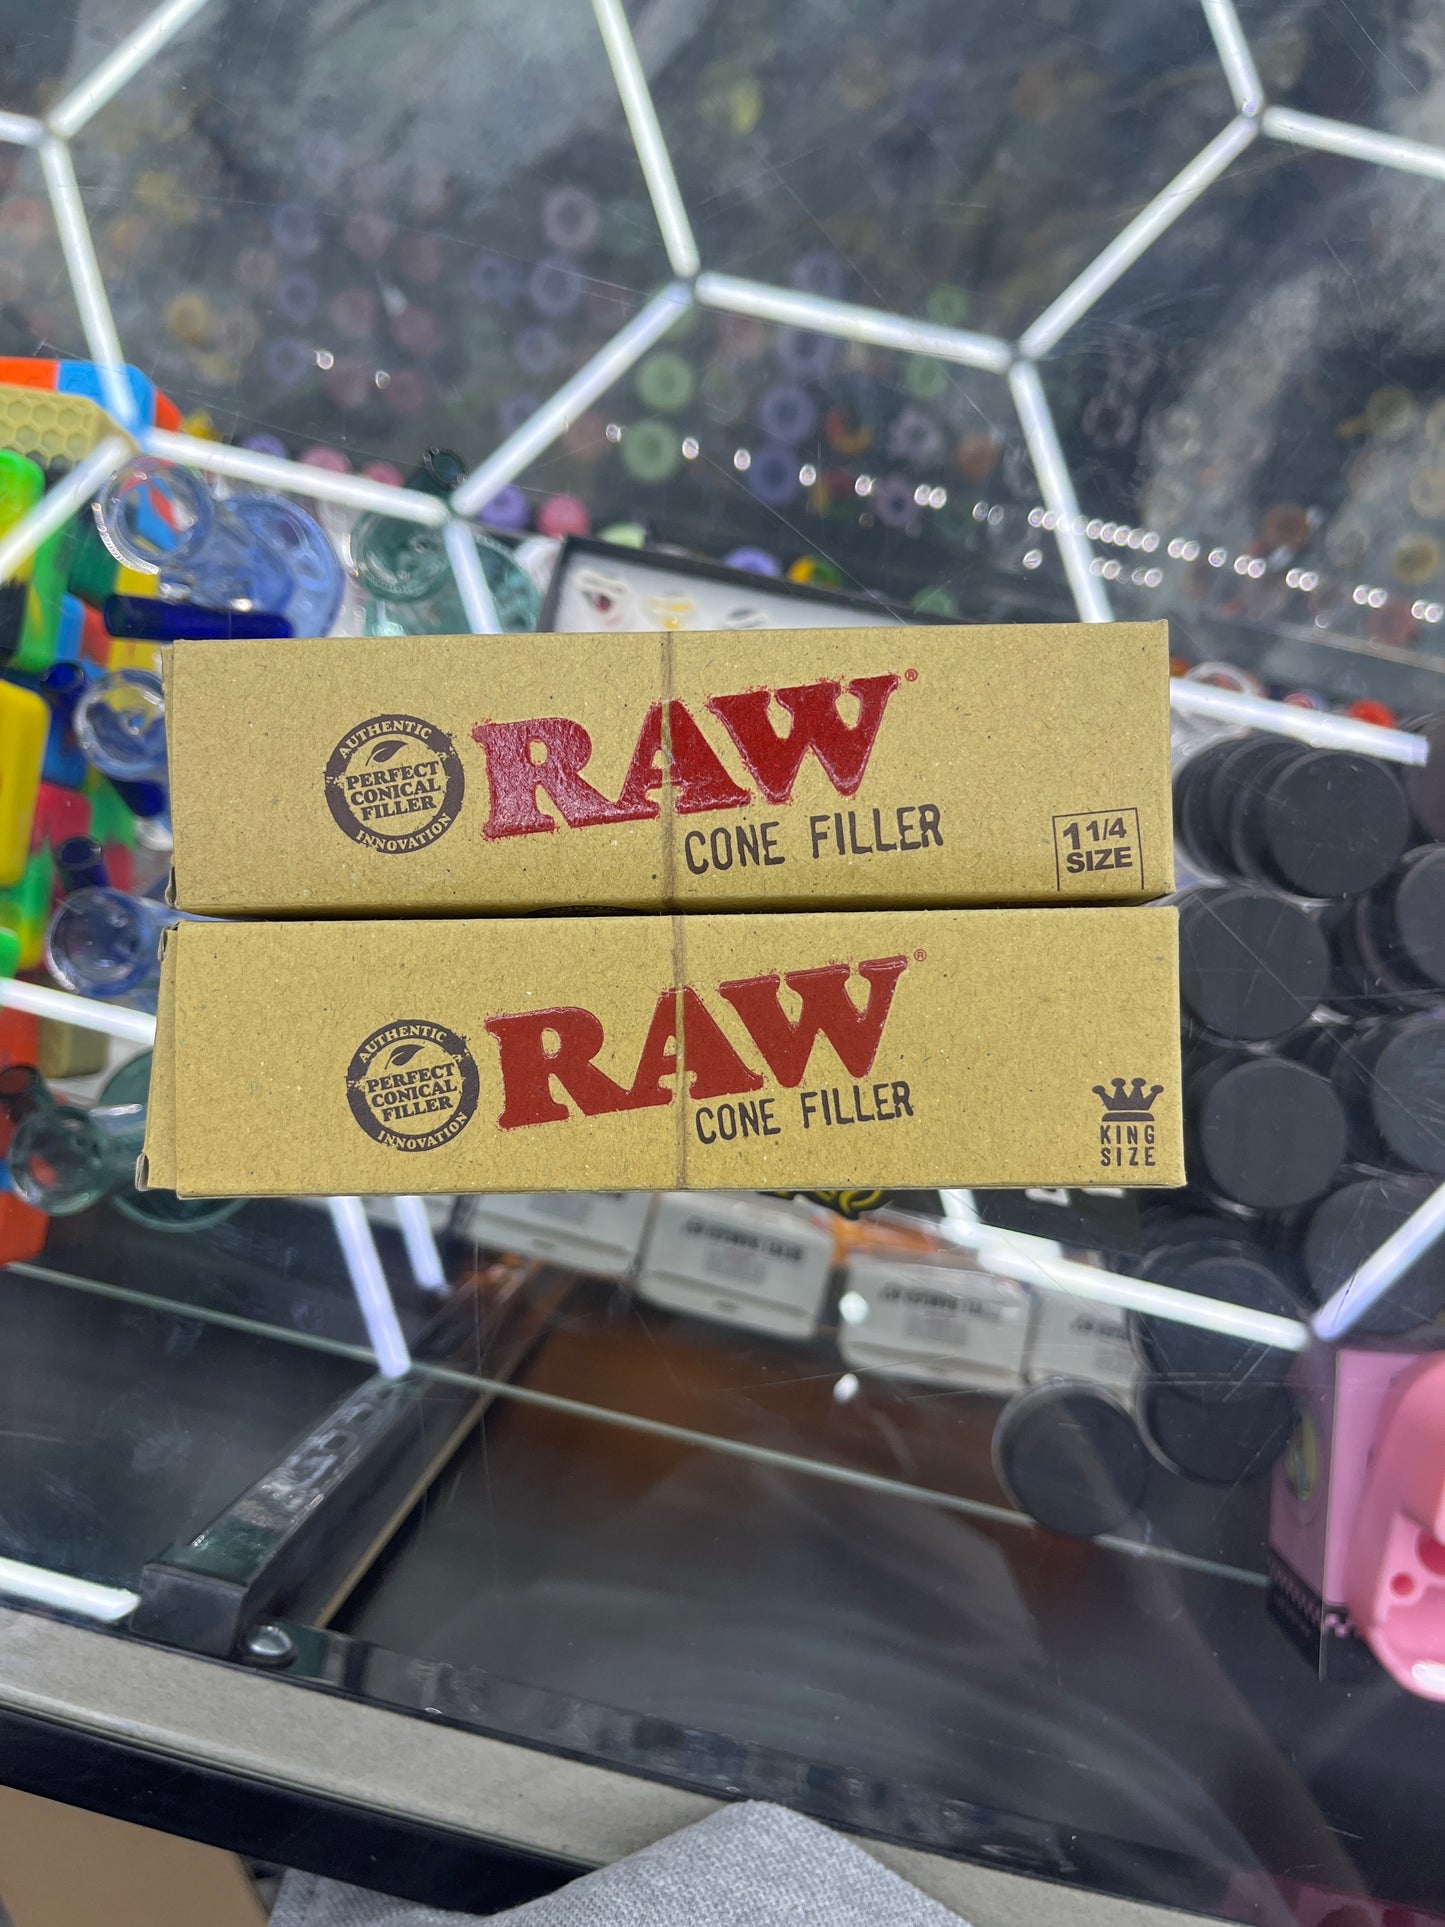 AUTHENTIC
PERFECT
CONICAL
FILLER
INNOVATION
RAW®
CONE FILLER
1 1/4
SIZE
AUTHENTIC
PERFECT
CONICAL
FILLER
INNOVATION
RAW®
CONE FILLER
KING
SIZE